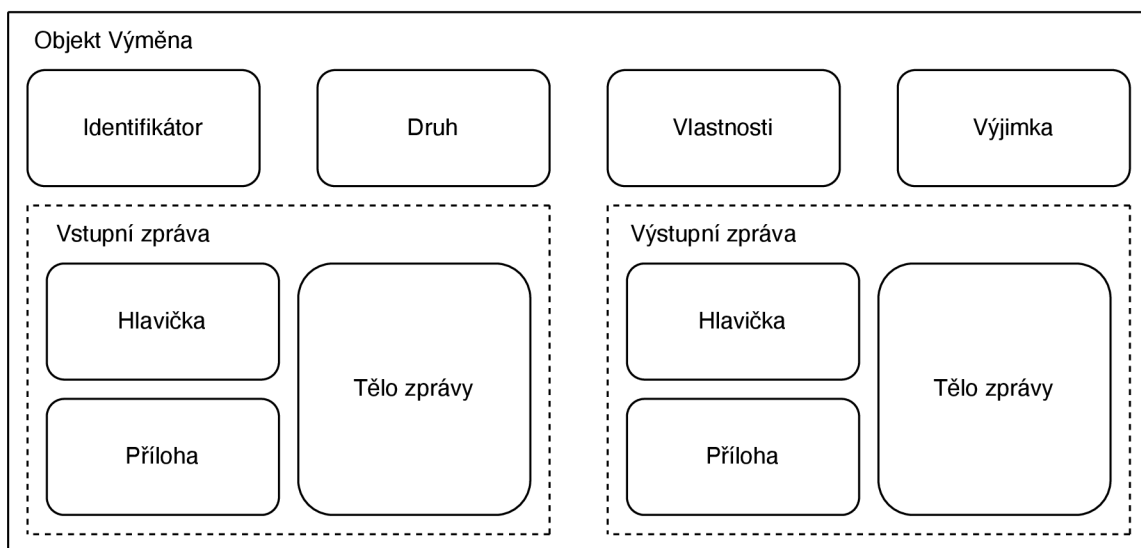 Objekt Výměna
Identifikátor
Druh
Vlastnosti
Výjimka
Vstupní zpráva
Hlavička
Příloha
Tělo zprávy
Výstupní zpráva
Hlavička
Příloha
Tělo zprávy